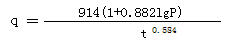 q = 914(1+0.882lgP) / t^0.584